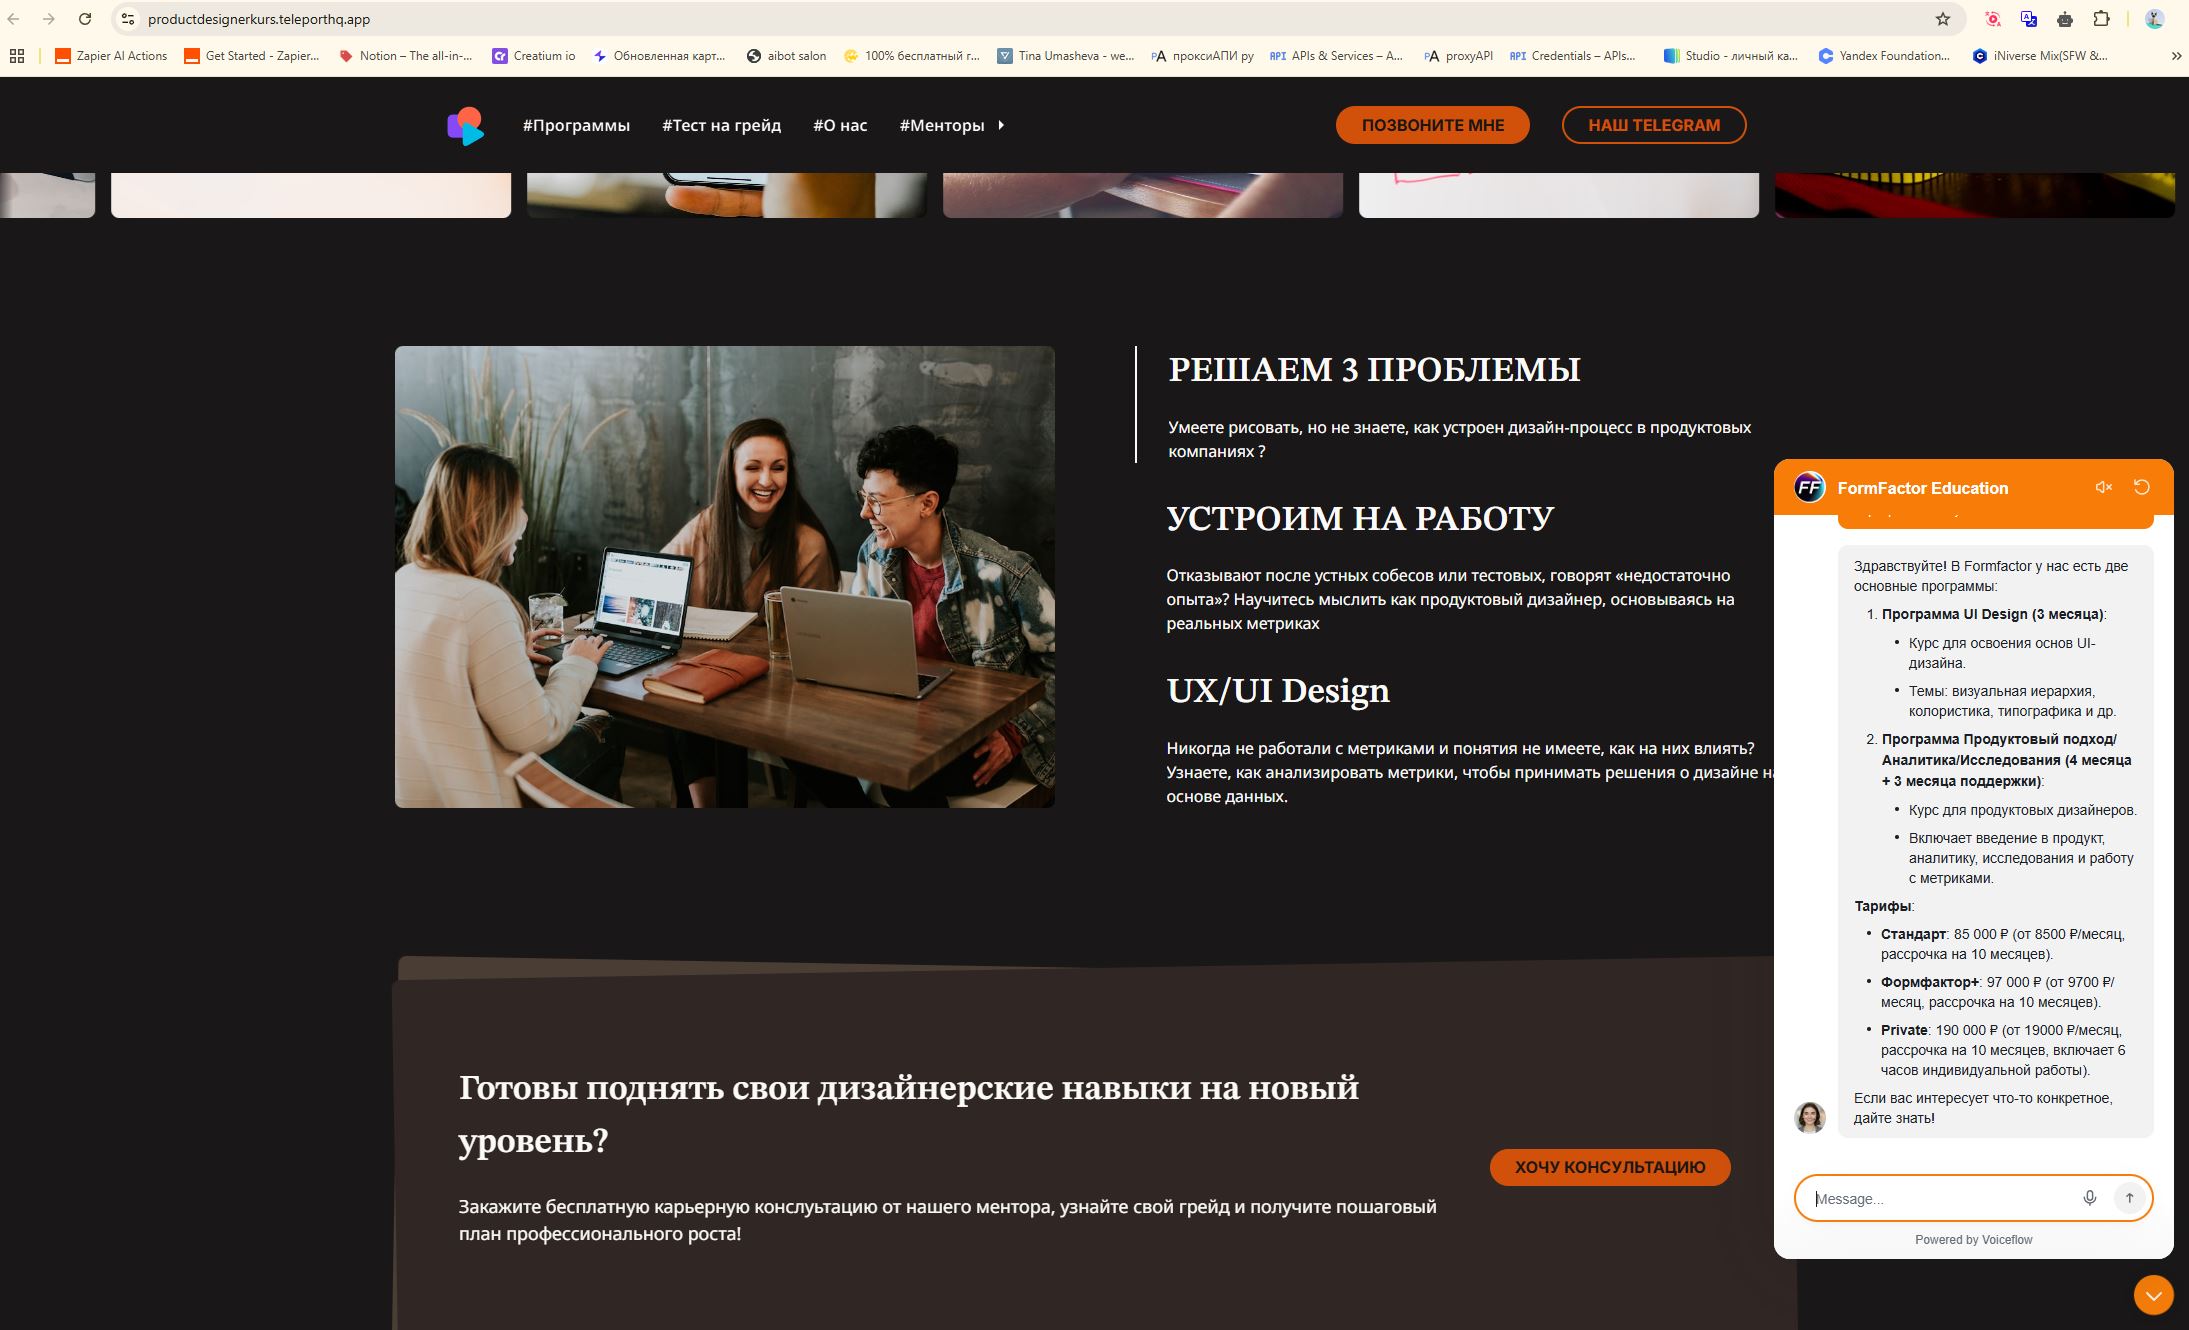 productdesignerkurs.teleporthq.app
Zapier AI Actions
Get Started - Zapier...
Notion – The all-in-...
Creatium io
Обновленная карт...
aibot salon
100% бесплатный г...
Tina Umasheva - we...
проксиАПИ ру
APIs & Services – A...
proxyAPI
Credentials – APIs...
Studio - личный ка...
Yandex Foundation...
iNiverse Mix(SFW &...
#Программы
#Тест на грейд
#О нас
#Менторы
ПОЗВОНИТЕ МНЕ
НАШ TELEGRAM
РЕШАЕМ 3 ПРОБЛЕМЫ
Умеете рисовать, но не знаете, как устроен дизайн-процесс в продуктовых
компаниях ?
УСТРОИМ НА РАБОТУ
Отказывают после устных собесов или тестовых, говорят «недостаточно
опыта»? Научитесь мыслить как продуктовый дизайнер, основываясь на
реальных метриках
UX/UI Design
Никогда не работали с метриками и понятия не имеете, как на них влиять?
Узнаете, как анализировать метрики, чтобы принимать решения о дизайне на
основе данных.
Готовы поднять свои дизайнерские навыки на новый
уровень?
Закажите бесплатную карьерную консльутацию от нашего ментора, узнайте свой грейд и получите пошаговый
план профессионального роста!
ХОЧУ КОНСУЛЬТАЦИЮ
FF
FormFactor Education
Здравствуйте! В Formfactor у нас есть две
основные программы:
1. Программа UI Design (3 месяца):
• Курс для освоения основ UI-
дизайна.
• Темы: визуальная иерархия,
колористика, типографика и др.
2. Программа Продуктовый подход/
Аналитика/Исследования (4 месяца
+ 3 месяца поддержки):
• Курс для продуктовых дизайнеров.
• Включает введение в продукт,
аналитику, исследования и работу
с метриками.
Тарифы:
• Стандарт: 85 000 ₽ (от 8500 ₽/месяц,
рассрочка на 10 месяцев).
• Формфактор+: 97 000 ₽ (от 9700 ₽/
месяц, рассрочка на 10 месяцев).
• Private: 190 000 ₽ (от 19000 ₽/месяц,
рассрочка на 10 месяцев, включает 6
часов индивидуальной работы).
Если вас интересует что-то конкретное,
дайте знать!
Message...
Powered by Voiceflow